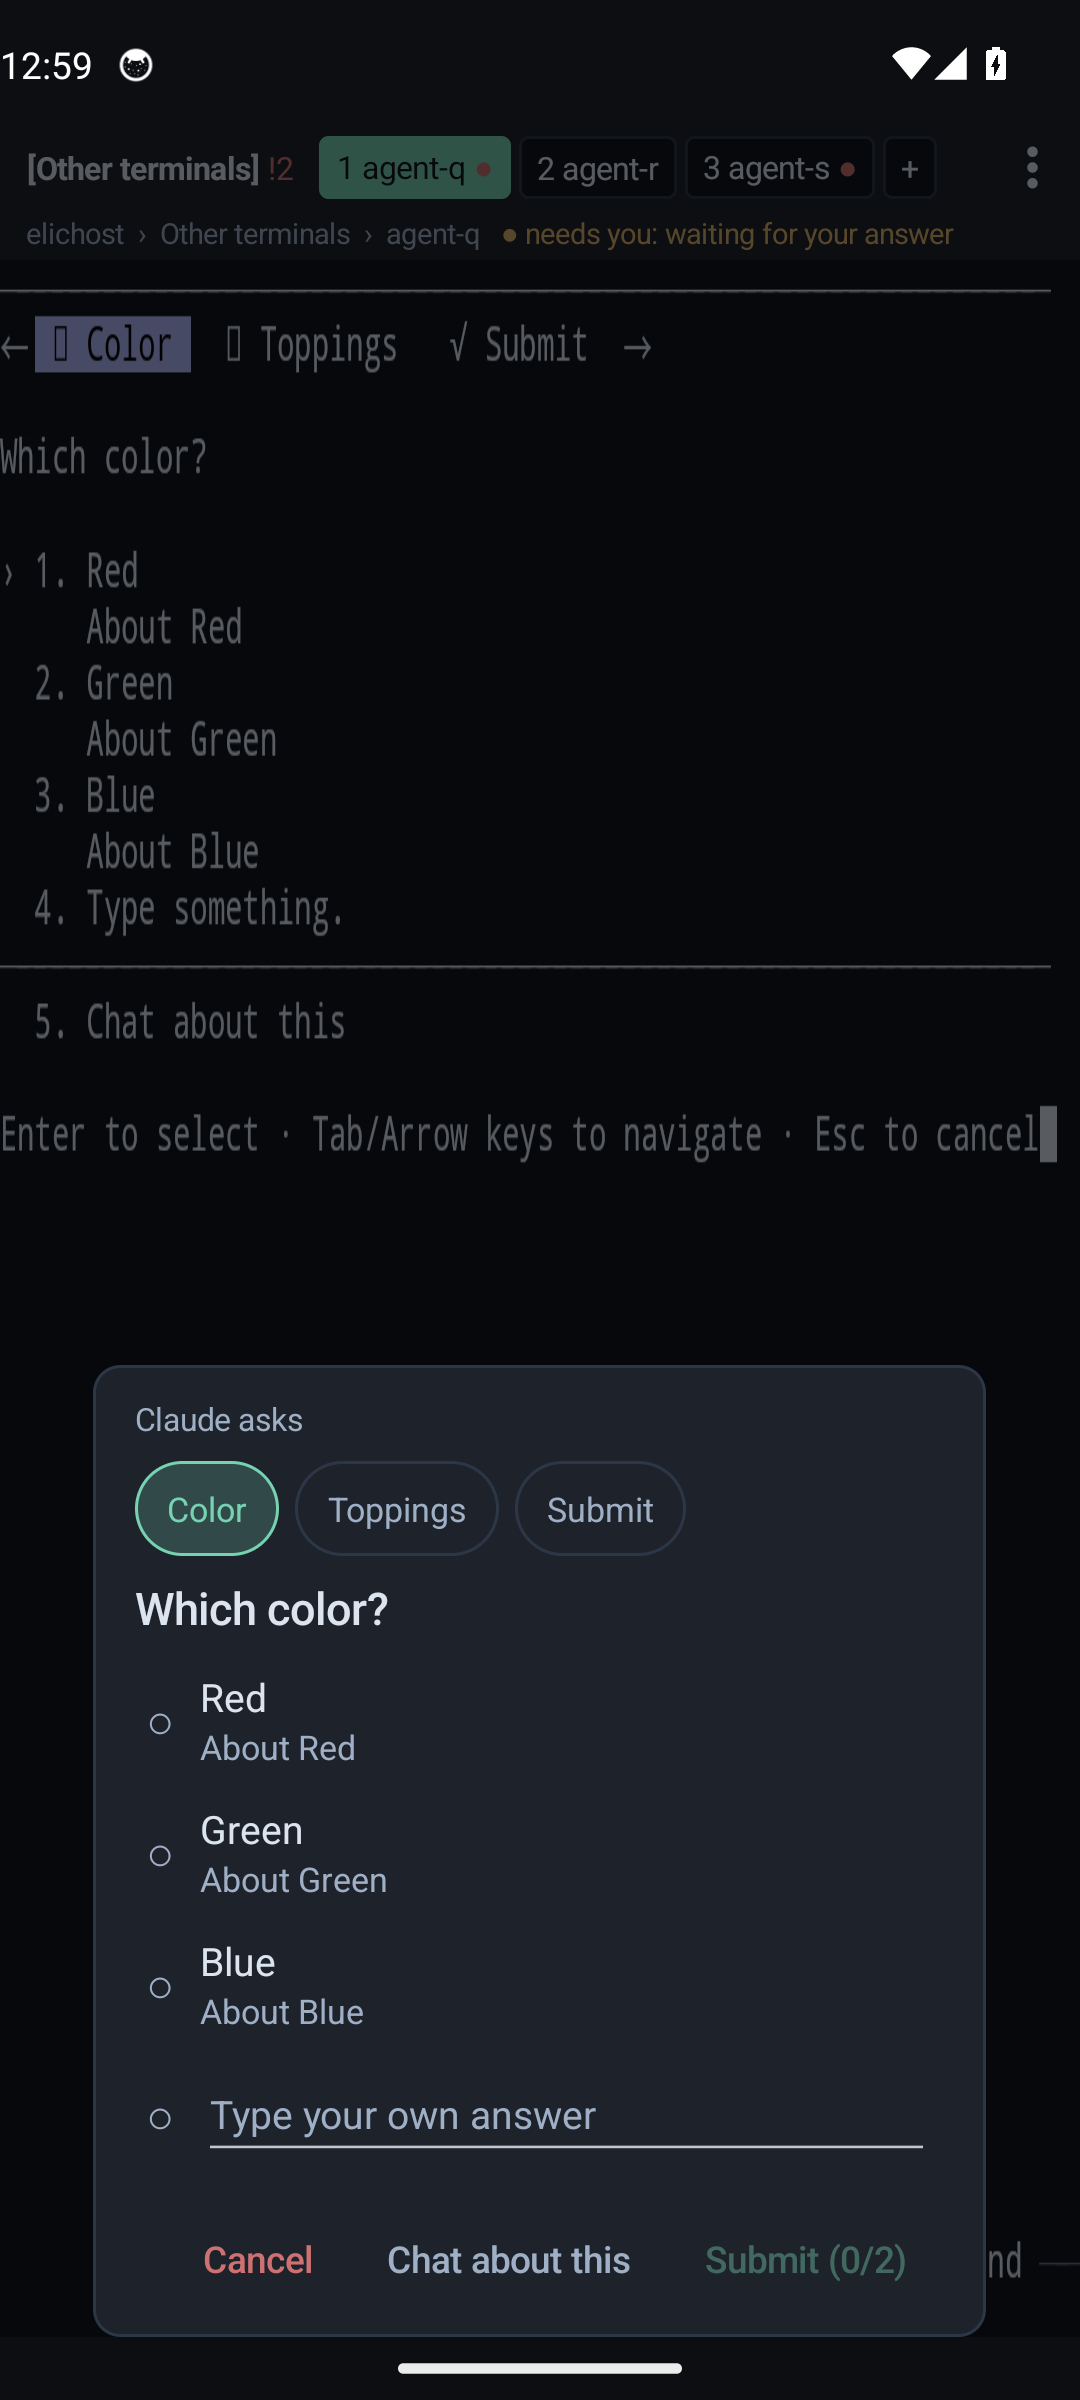 12:59
[Other terminals] !2 1 agent-q 2 agent-r 3 agent-s +
elichost › Other terminals › agent-q ● needs you: waiting for your answer
← Color Toppings √ Submit →
Which color?
› 1. Red
About Red
2. Green
About Green
3. Blue
About Blue
4. Type something.
5. Chat about this
Enter to select · Tab/Arrow keys to navigate · Esc to cancel
Claude asks
Color Toppings Submit
Which color?
Red
About Red
Green
About Green
Blue
About Blue
Type your own answer
Cancel Chat about this Submit (0/2)
nd